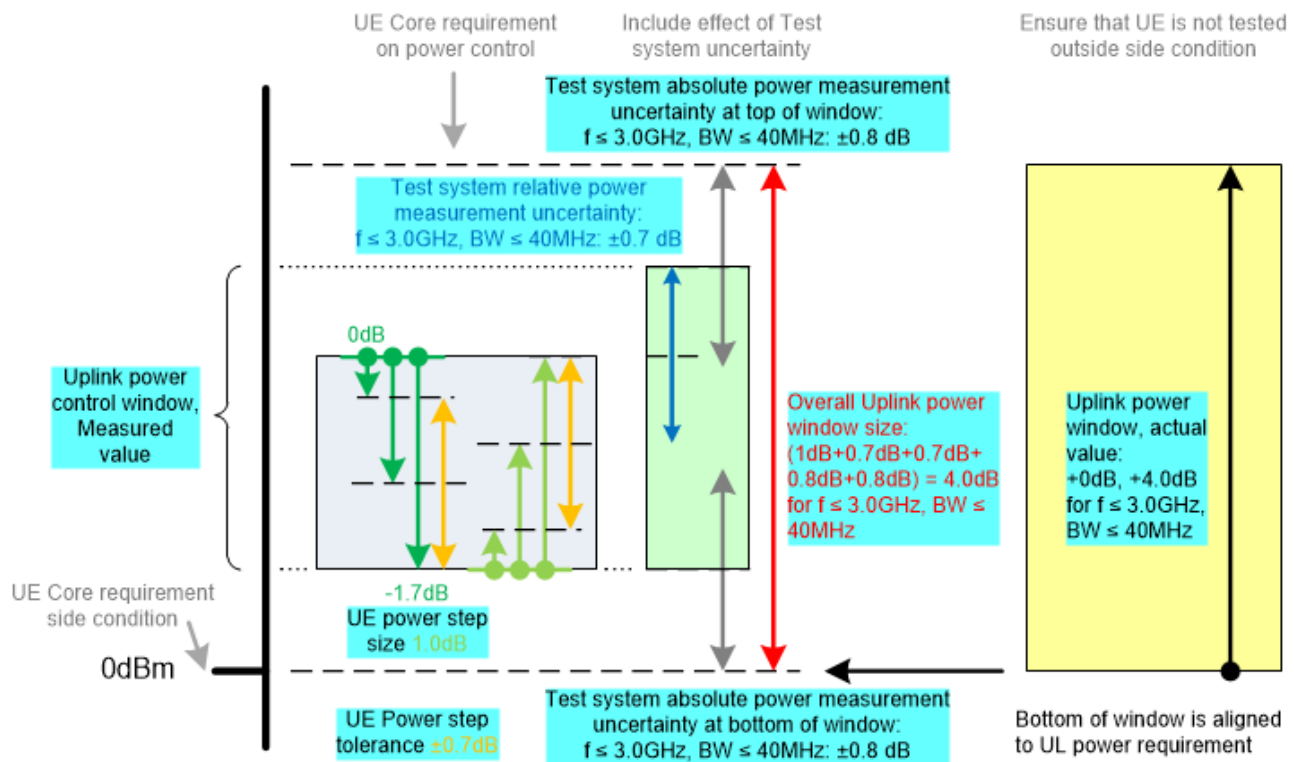 UE Core requirement
on power control
Include effect of Test
system uncertainty
Ensure that UE is not tested
outside side condition
Test system absolute power measurement
uncertainty at top of window:
f ≤ 3.0GHz, BW ≤ 40MHz: ±0.8 dB
Test system relative power
measurement uncertainty:
f ≤ 3.0GHz, BW ≤ 40MHz: ±0.7 dB
0dB
Uplink power
control window,
Measured
value
Overall Uplink power
window size:
(1dB+0.7dB+0.7dB+
0.8dB+0.8dB) = 4.0dB
for f ≤ 3.0GHz, BW ≤
40MHz
Uplink power
window, actual
value:
+0dB, +4.0dB
for f ≤ 3.0GHz,
BW ≤ 40MHz
-1.7dB
UE power step
size 1.0dB
UE Core requirement
side condition
0dBm
UE Power step
tolerance ±0.7dB
Test system absolute power measurement
uncertainty at bottom of window:
f ≤ 3.0GHz, BW ≤ 40MHz: ±0.8 dB
Bottom of window is aligned
to UL power requirement